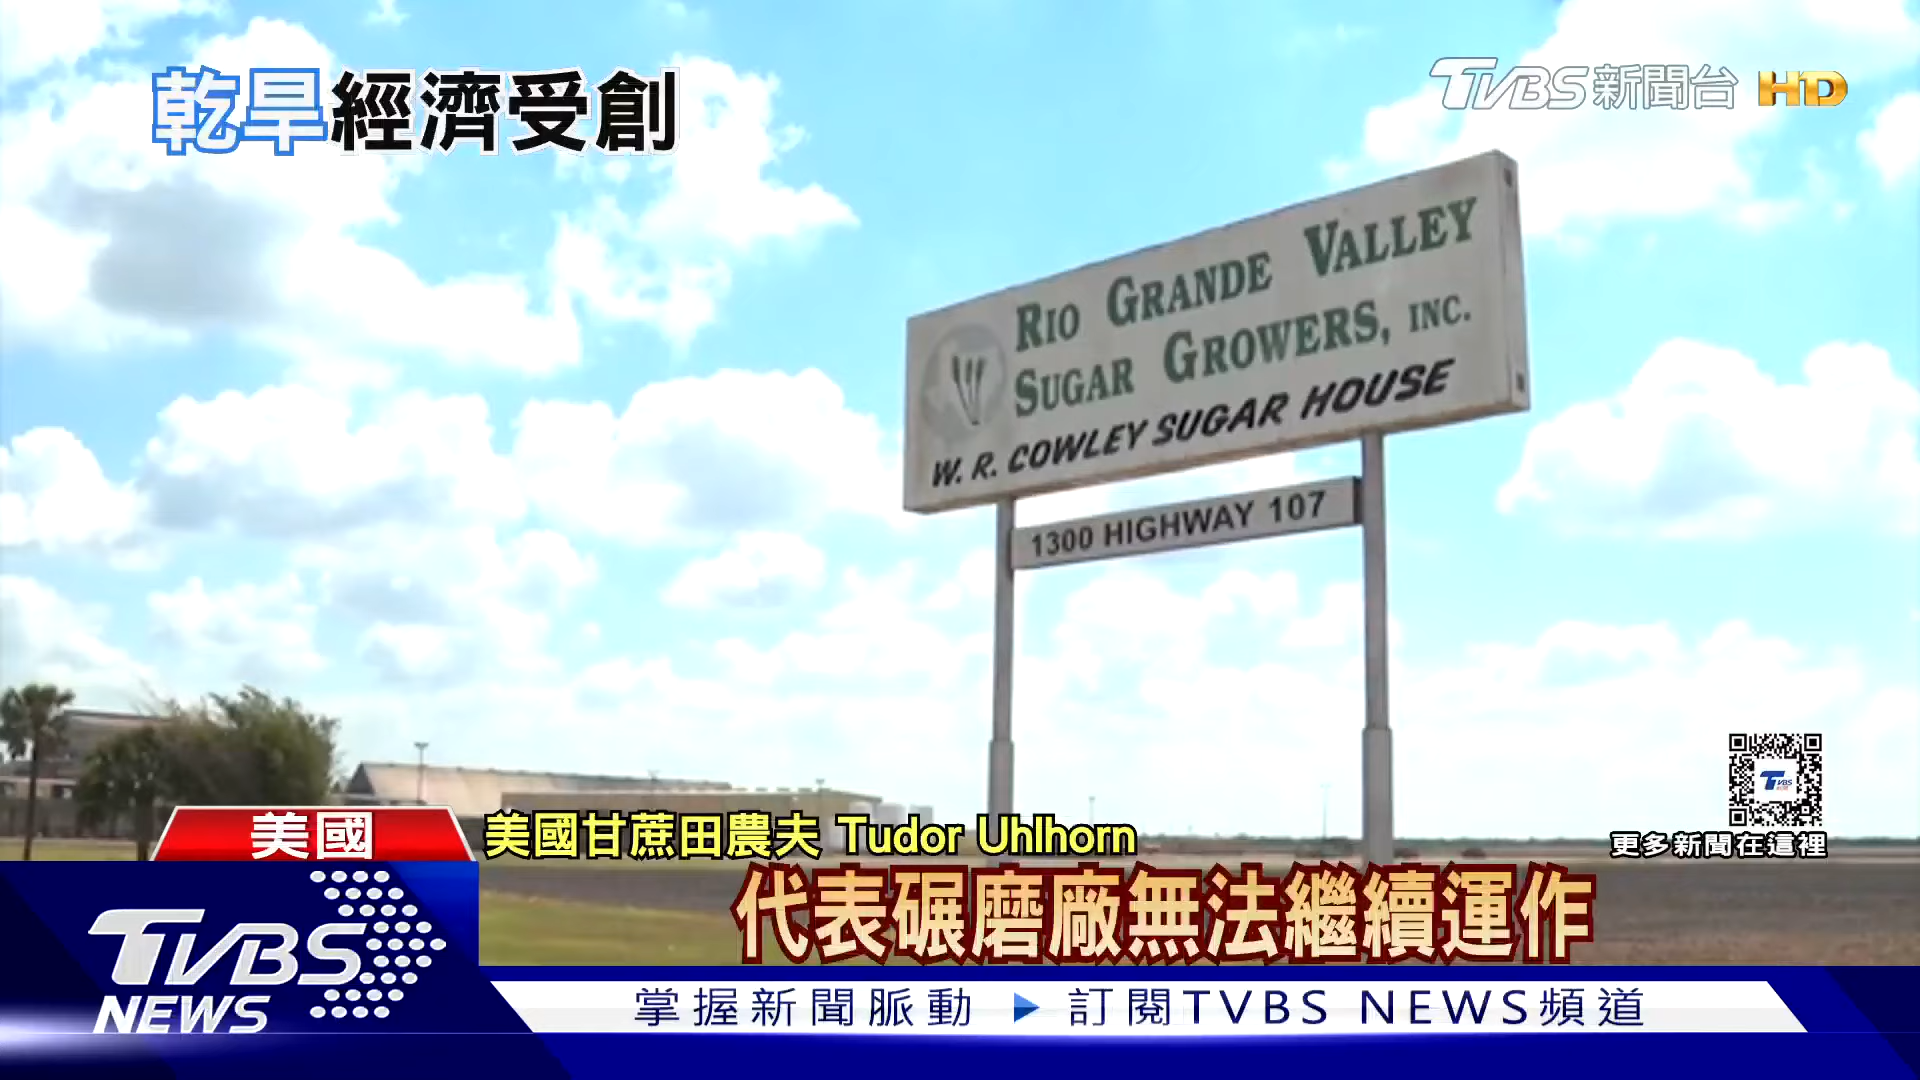 乾旱經濟受創
TVBS新聞台 HD
RIO GRANDE VALLEY
SUGAR GROWERS, INC.
W. R. COWLEY SUGAR HOUSE
1300 HIGHWAY 107
TVBS
新聞
更多新聞在這裡
美國
美國甘蔗田農夫 Tudor Uhlhorn
代表碾磨廠無法繼續運作
TVBS
NEWS
掌握新聞脈動 ▶ 訂閱TVBS NEWS頻道